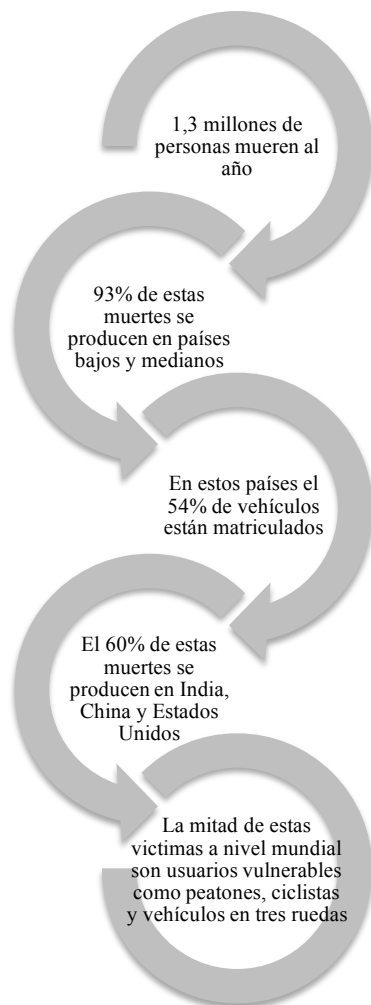 1,3 millones de
personas mueren al
año
93% de estas
muertes se
producen en países
bajos y medianos
En estos países el
54% de vehículos
están matriculados
El 60% de estas
muertes se
producen en India,
China y Estados
Unidos
La mitad de estas
victimas a nivel mundial
son usuarios vulnerables
como peatones, ciclistas
y vehículos en tres ruedas